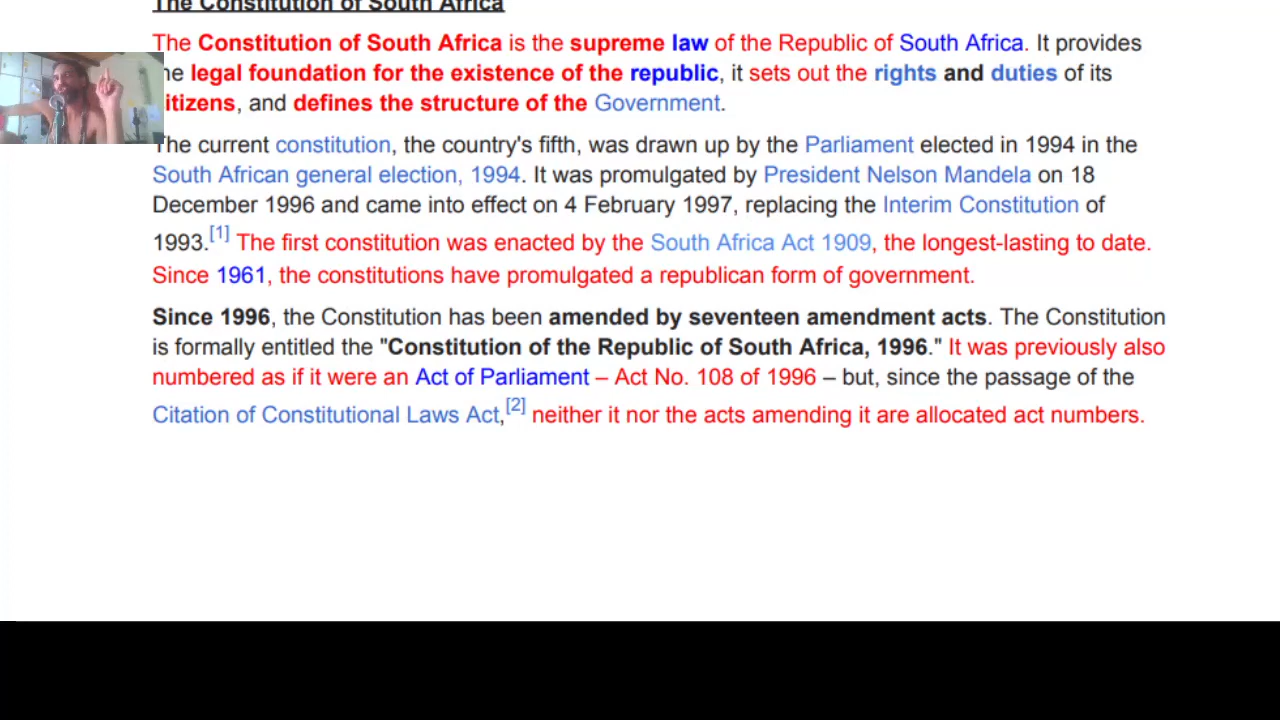 The Constitution of South Africa
The Constitution of South Africa is the supreme law of the Republic of South Africa. It provides
legal foundation for the existence of the republic, it sets out the rights and duties of its
citizens, and defines the structure of the Government.
The current constitution, the country's fifth, was drawn up by the Parliament elected in 1994 in the
South African general election, 1994. It was promulgated by President Nelson Mandela on 18
December 1996 and came into effect on 4 February 1997, replacing the Interim Constitution of
1993.[1] The first constitution was enacted by the South Africa Act 1909, the longest-lasting to date.
Since 1961, the constitutions have promulgated a republican form of government.
Since 1996, the Constitution has been amended by seventeen amendment acts. The Constitution
is formally entitled the "Constitution of the Republic of South Africa, 1996." It was previously also
numbered as if it were an Act of Parliament – Act No. 108 of 1996 – but, since the passage of the
Citation of Constitutional Laws Act,[2] neither it nor the acts amending it are allocated act numbers.